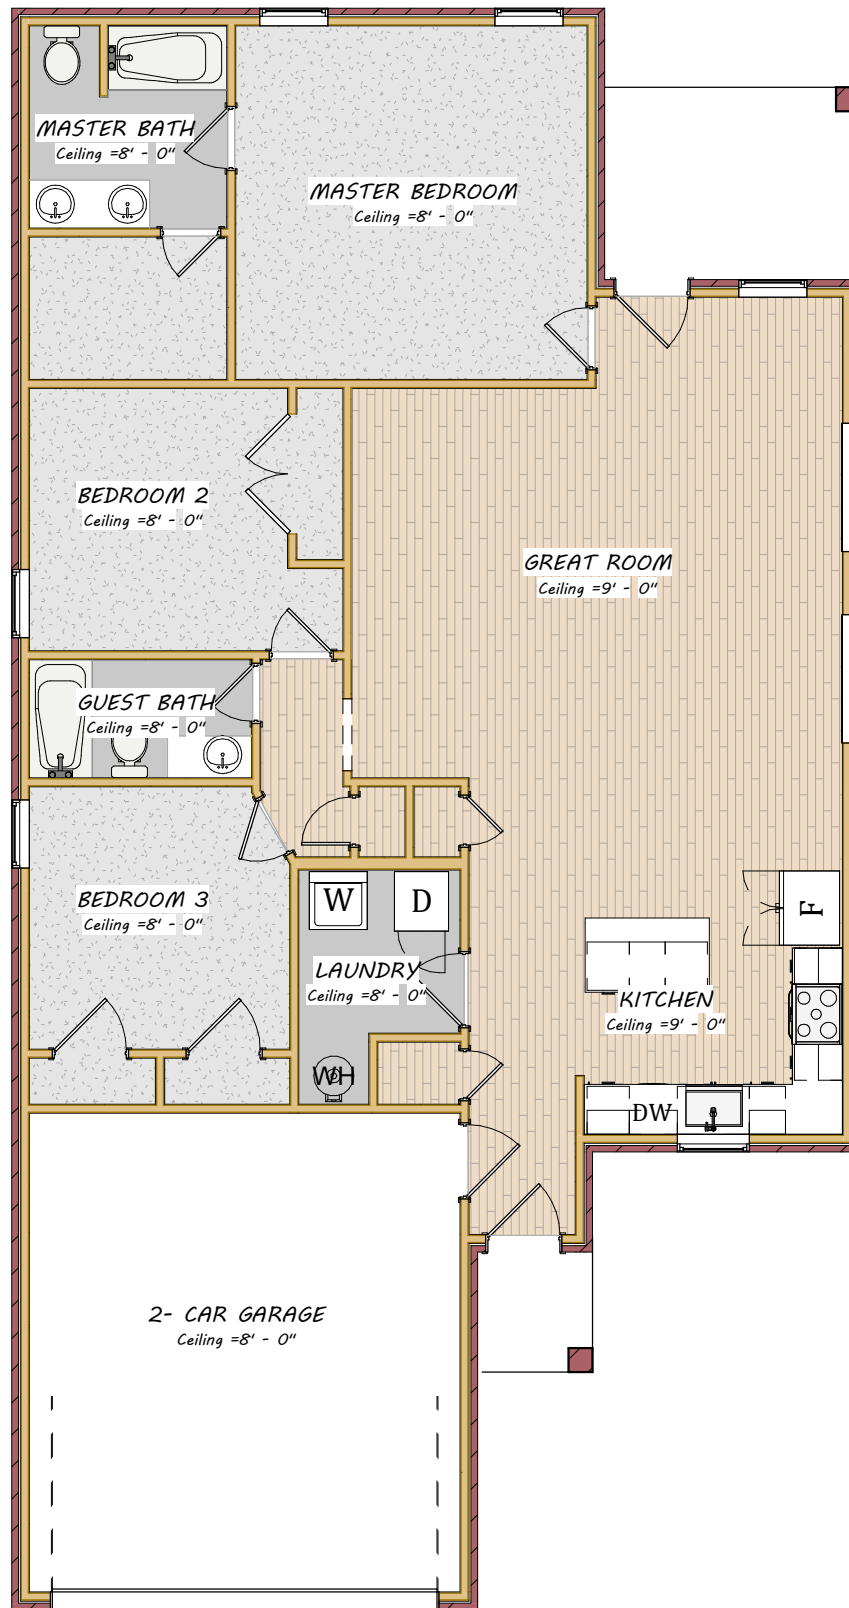 MASTER BATH
Ceiling =8' - 0"
MASTER BEDROOM
Ceiling =8' - 0"
BEDROOM 2
Ceiling =8' - 0"
GREAT ROOM
Ceiling =9' - 0"
GUEST BATH
Ceiling =8' - 0"
BEDROOM 3
Ceiling =8' - 0"
W
D
F
LAUNDRY
Ceiling =8' - 0"
KITCHEN
Ceiling =9' - 0"
WH
DW
2- CAR GARAGE
Ceiling =8' - 0"